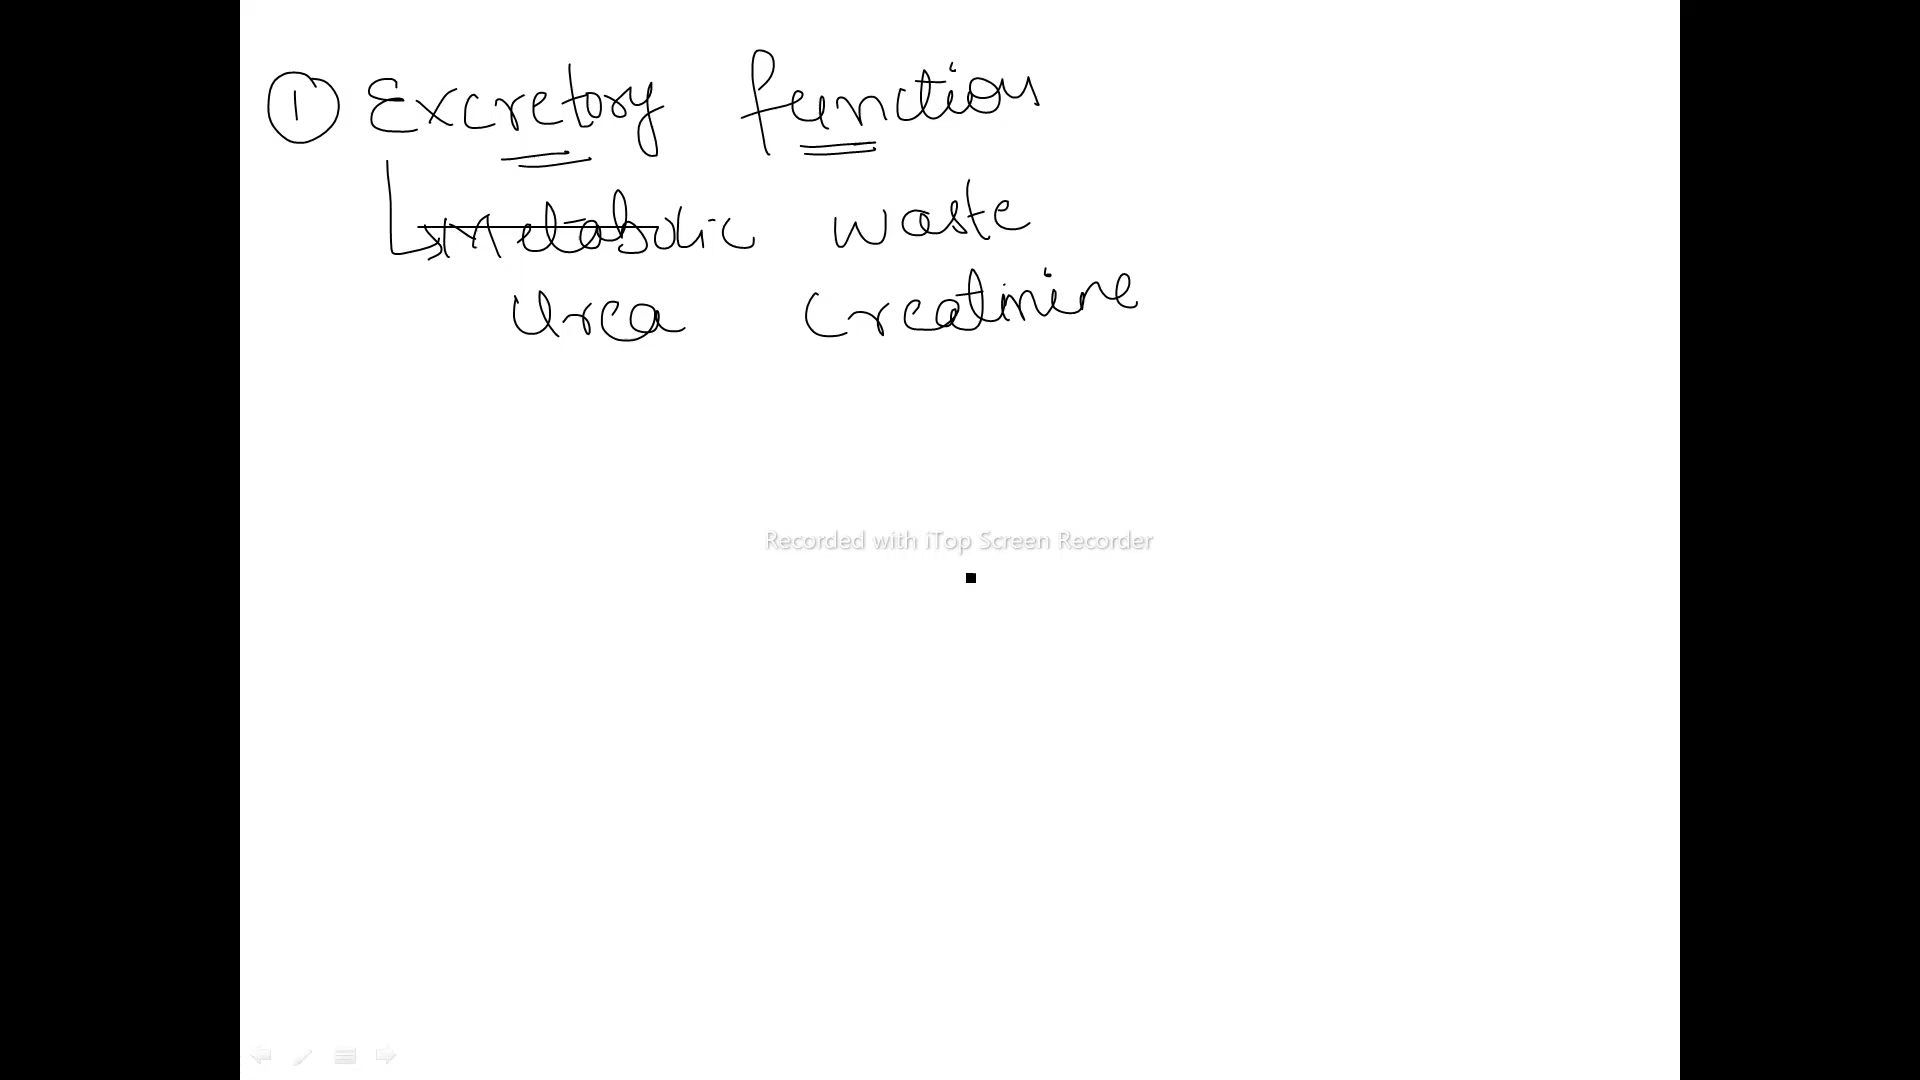 ① Excretory function
Metabolic waste
Urea creatinine
Recorded with iTop Screen Recorder